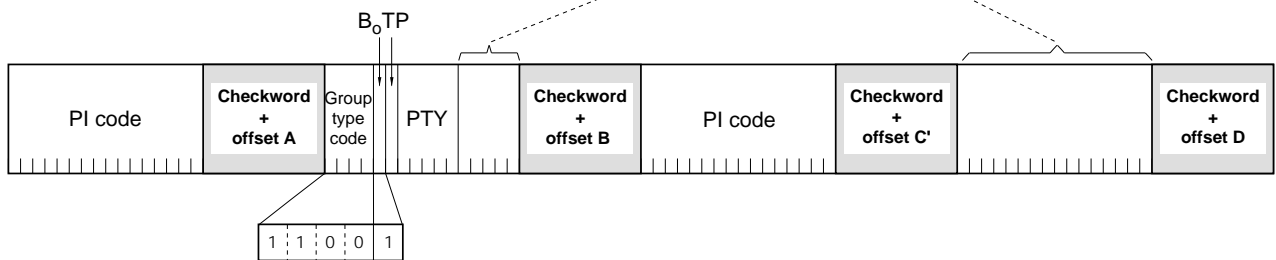 B₀TP
PI code
Checkword
+
offset A
Group
type
code
PTY
Checkword
+
offset B
PI code
Checkword
+
offset C'
Checkword
+
offset D
1 1 0 0 1